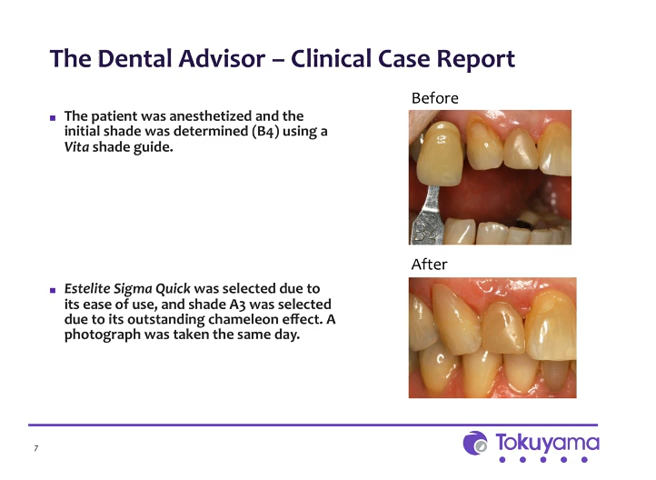 The Dental Advisor – Clinical Case Report
Before
The patient was anesthetized and the
initial shade was determined (B4) using a
Vita shade guide.
After
Estelite Sigma Quick was selected due to
its ease of use, and shade A3 was selected
due to its outstanding chameleon effect. A
photograph was taken the same day.
7
Tokuyama